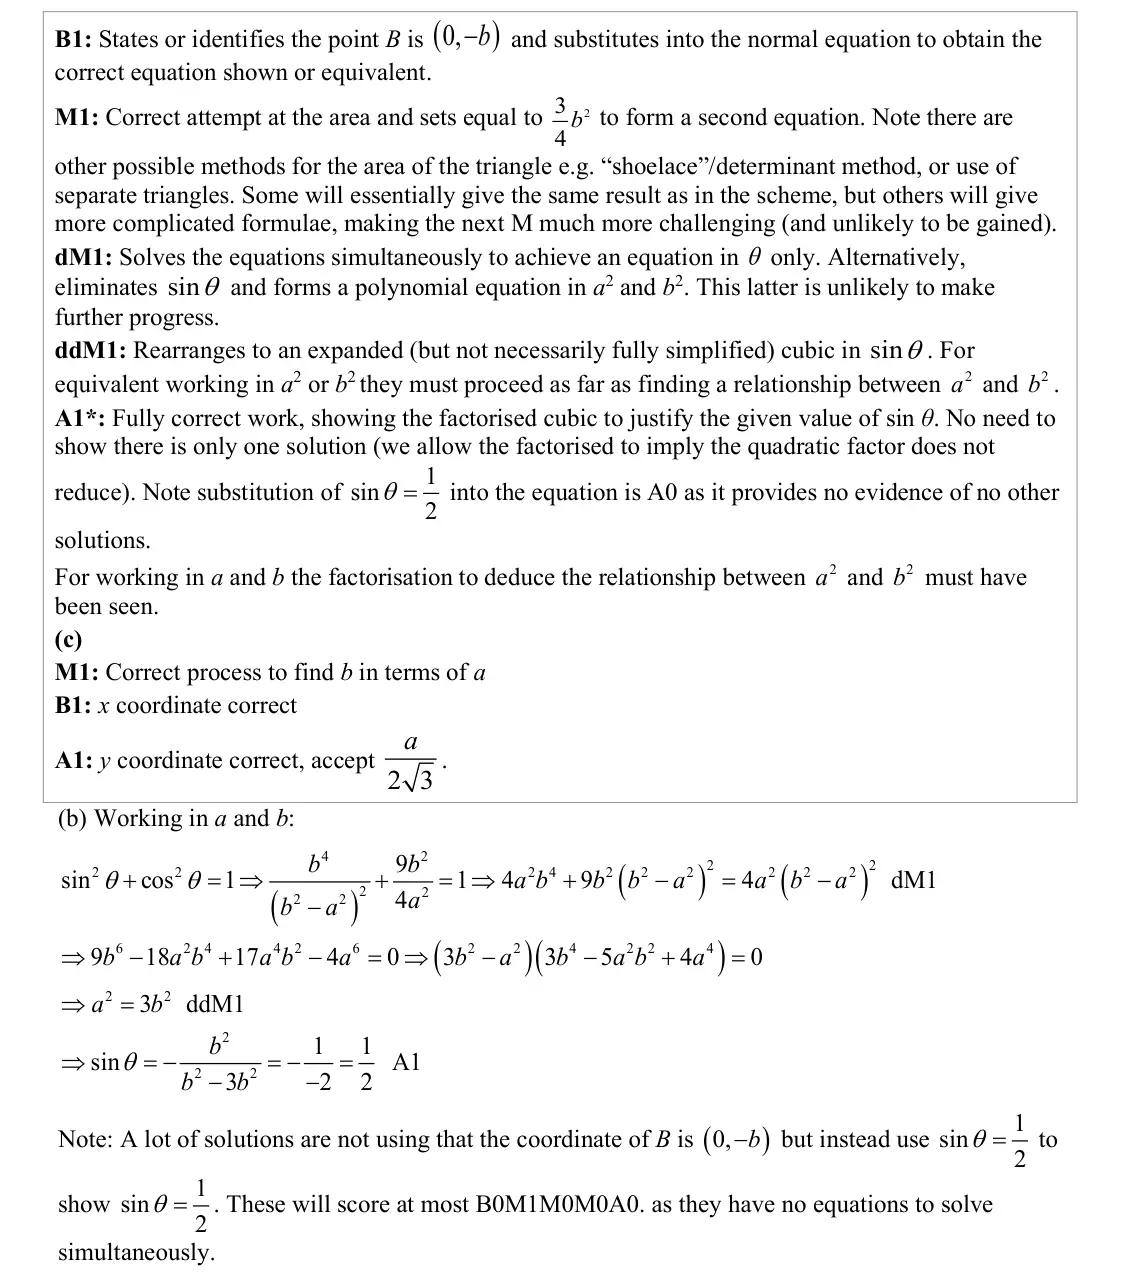 B1: States or identifies the point B is (0,−b) and substitutes into the normal equation to obtain the
correct equation shown or equivalent.
M1: Correct attempt at the area and sets equal to 3/4 b² to form a second equation. Note there are
other possible methods for the area of the triangle e.g. “shoelace”/determinant method, or use of
separate triangles. Some will essentially give the same result as in the scheme, but others will give
more complicated formulae, making the next M much more challenging (and unlikely to be gained).
dM1: Solves the equations simultaneously to achieve an equation in θ only. Alternatively,
eliminates sin θ and forms a polynomial equation in a² and b². This latter is unlikely to make
further progress.
ddM1: Rearranges to an expanded (but not necessarily fully simplified) cubic in sin θ. For
equivalent working in a² or b² they must proceed as far as finding a relationship between a² and b².
A1*: Fully correct work, showing the factorised cubic to justify the given value of sin θ. No need to
show there is only one solution (we allow the factorised to imply the quadratic factor does not
reduce). Note substitution of sin θ = 1/2 into the equation is A0 as it provides no evidence of no other
solutions.
For working in a and b the factorisation to deduce the relationship between a² and b² must have
been seen.
(c)
M1: Correct process to find b in terms of a
B1: x coordinate correct
A1: y coordinate correct, accept a/(2√3).
(b) Working in a and b:
sin² θ + cos² θ = 1 ⇒ b⁴/(b² − a²)² + 9b²/4a² = 1 ⇒ 4a²b⁴ + 9b²(b² − a²)² = 4a²(b² − a²)² dM1
⇒ 9b⁶ − 18a²b⁴ + 17a⁴b² − 4a⁶ = 0 ⇒ (3b² − a²)(3b⁴ − 5a²b² + 4a⁴) = 0
⇒ a² = 3b² ddM1
⇒ sin θ = − b²/(b² − 3b²) = − 1/−2 = 1/2 A1
Note: A lot of solutions are not using that the coordinate of B is (0,−b) but instead use sin θ = 1/2 to
show sin θ = 1/2. These will score at most B0M1M0M0A0. as they have no equations to solve
simultaneously.